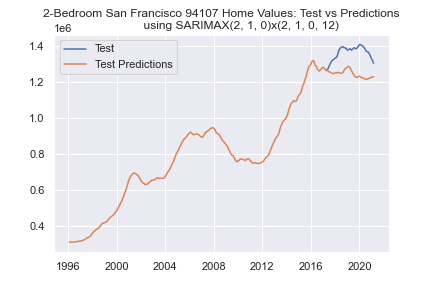 2-Bedroom San Francisco 94107 Home Values: Test vs Predictions
using SARIMAX(2, 1, 0)x(2, 1, 0, 12)
1e6
Test
Test Predictions
1.4
1.2
1.0
0.8
0.6
0.4
1996 2000 2004 2008 2012 2016 2020